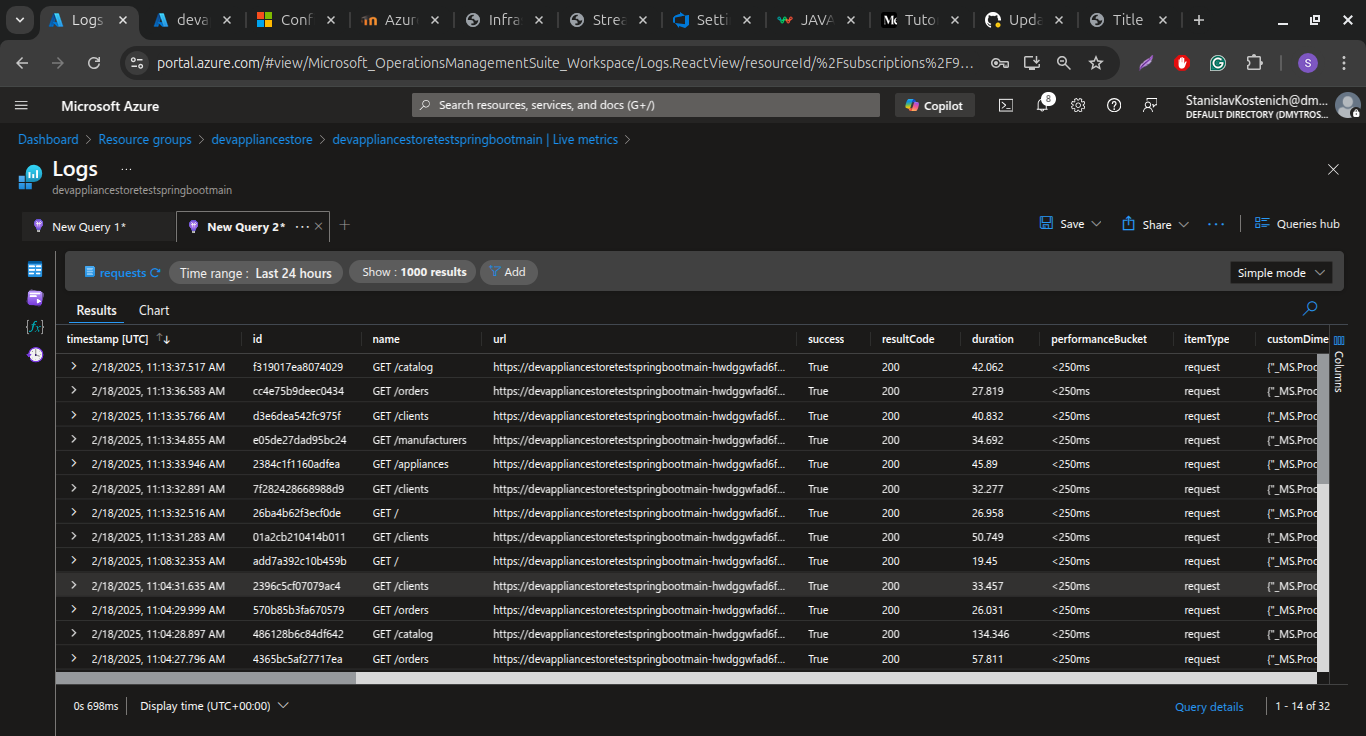 Logs deva Conf Azur Infra Strea Setti JAVA Tuto Upda Title
portal.azure.com/#view/Microsoft_OperationsManagementSuite_Workspace/Logs.ReactView/resourceId/%2Fsubscriptions%2F9... S
Microsoft Azure Search resources, services, and docs (G+/) Copilot 8 StanislavKostenich@dm...
DEFAULT DIRECTORY (DMYTROS...
Dashboard > Resource groups > devappliancestore > devappliancestoretestspringbootmain | Live metrics >
Logs ...
devappliancestoretestspringbootmain
New Query 1* New Query 2* ... Save Share ... Queries hub
requests Time range : Last 24 hours Show : 1000 results Add Simple mode
Results Chart
timestamp [UTC] id name url success resultCode duration performanceBucket itemType customDime
Columns
2/18/2025, 11:13:37.517 AM f319017ea8074029 GET /catalog https://devappliancestoretestspringbootmain-hwdggwfad6f... True 200 42.062 <250ms request {"_MS.Proc
2/18/2025, 11:13:36.583 AM cc4e75b9deec0434 GET /orders https://devappliancestoretestspringbootmain-hwdggwfad6f... True 200 27.819 <250ms request {"_MS.Proc
2/18/2025, 11:13:35.766 AM d3e6dea542fc975f GET /clients https://devappliancestoretestspringbootmain-hwdggwfad6f... True 200 40.832 <250ms request {"_MS.Proc
2/18/2025, 11:13:34.855 AM e05de27dad95bc24 GET /manufacturers https://devappliancestoretestspringbootmain-hwdggwfad6f... True 200 34.692 <250ms request {"_MS.Proc
2/18/2025, 11:13:33.946 AM 2384c1f1160adfea GET /appliances https://devappliancestoretestspringbootmain-hwdggwfad6f... True 200 45.89 <250ms request {"_MS.Proc
2/18/2025, 11:13:32.891 AM 7f282428668988d9 GET /clients https://devappliancestoretestspringbootmain-hwdggwfad6f... True 200 32.277 <250ms request {"_MS.Proc
2/18/2025, 11:13:32.516 AM 26ba4b62f3ecf0de GET / https://devappliancestoretestspringbootmain-hwdggwfad6f... True 200 26.958 <250ms request {"_MS.Proc
2/18/2025, 11:13:31.283 AM 01a2cb210414b011 GET /clients https://devappliancestoretestspringbootmain-hwdggwfad6f... True 200 50.749 <250ms request {"_MS.Proc
2/18/2025, 11:08:32.353 AM add7a392c10b459b GET / https://devappliancestoretestspringbootmain-hwdggwfad6f... True 200 19.45 <250ms request {"_MS.Proc
2/18/2025, 11:04:31.635 AM 2396c5cf07079ac4 GET /clients https://devappliancestoretestspringbootmain-hwdggwfad6f... True 200 33.457 <250ms request {"_MS.Proc
2/18/2025, 11:04:29.999 AM 570b85b3fa670579 GET /orders https://devappliancestoretestspringbootmain-hwdggwfad6f... True 200 26.031 <250ms request {"_MS.Proc
2/18/2025, 11:04:28.897 AM 486128b6c84df642 GET /catalog https://devappliancestoretestspringbootmain-hwdggwfad6f... True 200 134.346 <250ms request {"_MS.Proc
2/18/2025, 11:04:27.796 AM 4365bc5af27717ea GET /orders https://devappliancestoretestspringbootmain-hwdggwfad6f... True 200 57.811 <250ms request {"_MS.Proc
0s 698ms Display time (UTC+00:00) Query details 1 - 14 of 32